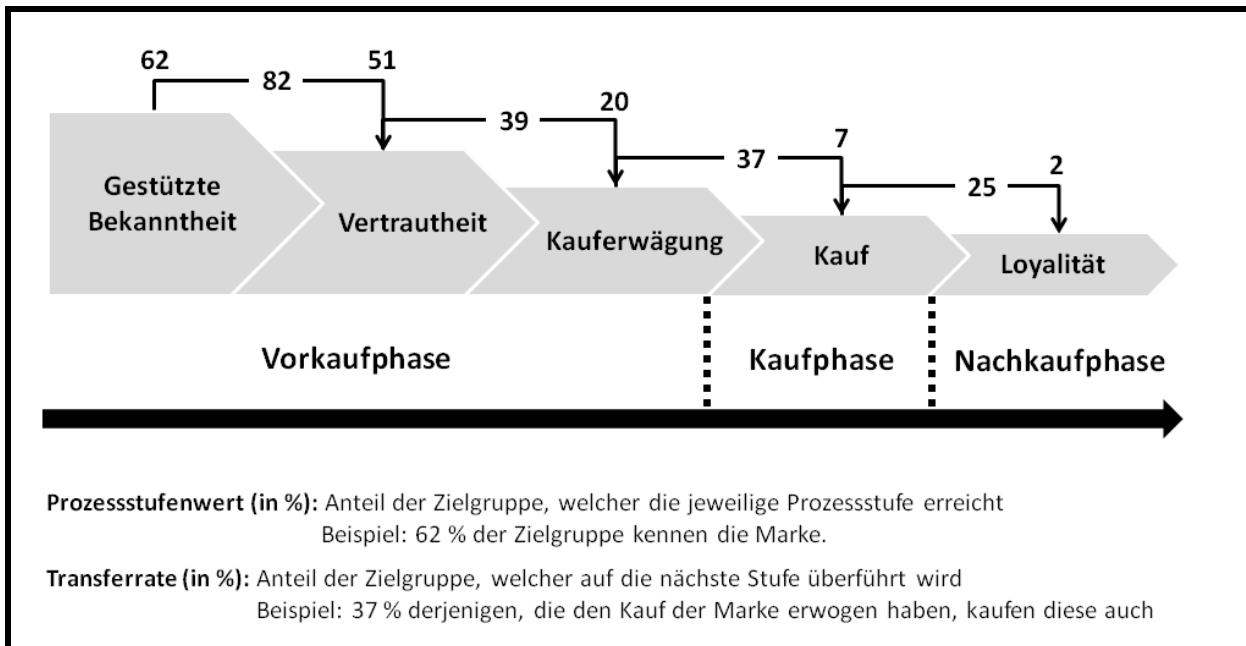 62
82
51
39
20
37
7
25
2
Gestützte
Bekanntheit
Vertrautheit
Kauferwägung
Kauf
Loyalität
Vorkaufphase
Kaufphase
Nachkaufphase
Prozessstufenwert (in %): Anteil der Zielgruppe, welcher die jeweilige Prozessstufe erreicht
Beispiel: 62 % der Zielgruppe kennen die Marke.
Transferrate (in %): Anteil der Zielgruppe, welcher auf die nächste Stufe überführt wird
Beispiel: 37 % derjenigen, die den Kauf der Marke erwogen haben, kaufen diese auch